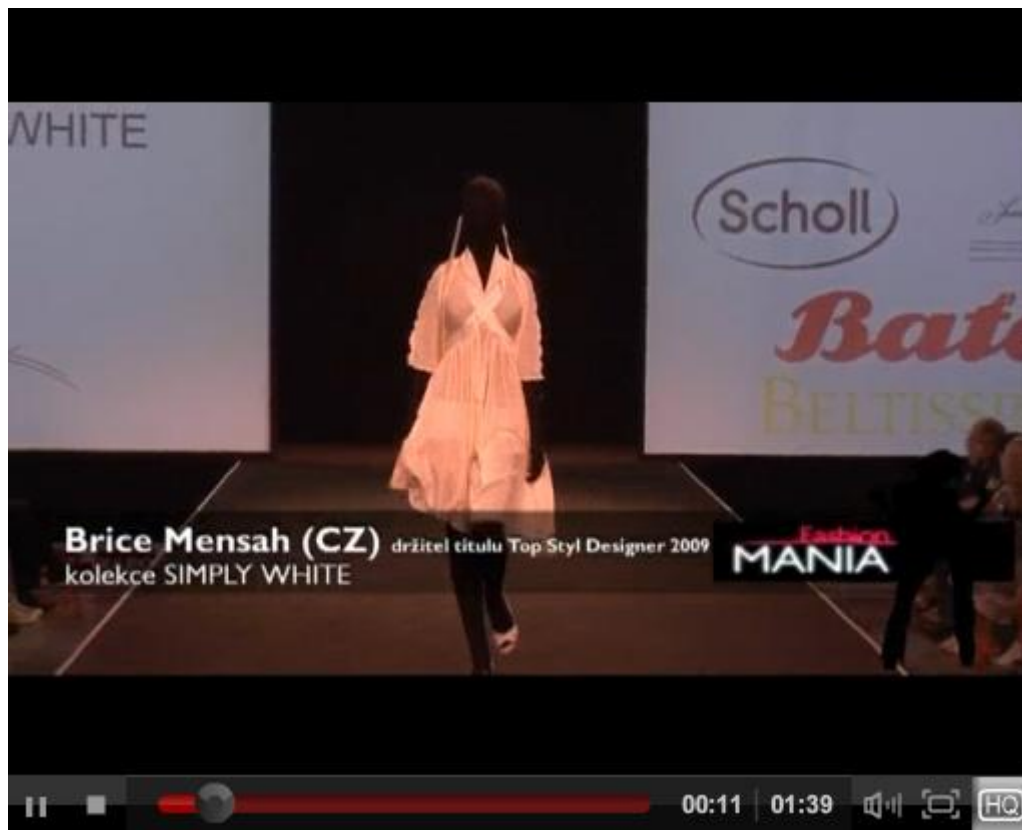 WHITE
Scholl
Bata
BELTISSI
Brice Mensah (CZ) držitel titulu Top Styl Designer 2009
kolekce SIMPLY WHITE
Fashion
MANIA
00:11 01:39
HQ